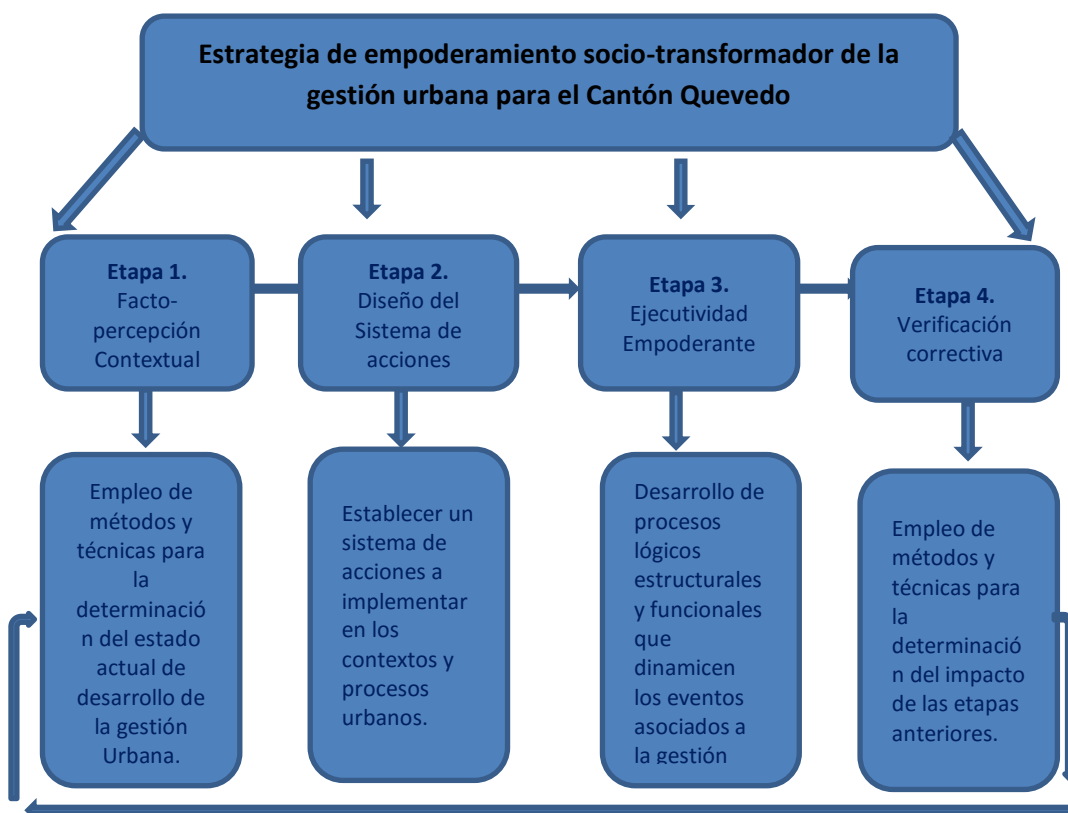 Estrategia de empoderamiento socio-transformador de la
gestión urbana para el Cantón Quevedo
Etapa 1.
Facto-
percepción
Contextual
Etapa 2.
Diseño del
Sistema de
acciones
Etapa 3.
Ejecutividad
Empoderante
Etapa 4.
Verificación
correctiva
Empleo de
métodos y
técnicas para
la
determinació
n del estado
actual de
desarrollo de
la gestión
Urbana.
Establecer un
sistema de
acciones a
implementar
en los
contextos y
procesos
urbanos.
Desarrollo de
procesos
lógicos
estructurales
y funcionales
que
dinamicen
los eventos
asociados a
la gestión
Empleo de
métodos y
técnicas para
la
determinació
n del impacto
de las etapas
anteriores.